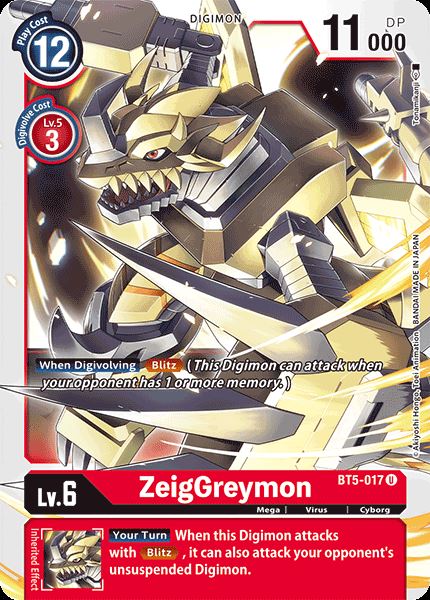 DIGIMON
Play Cost
12
11000
DP
Digivolve Cost
Lv.5
3
Tonamikanji
©Akiyoshi Hongo, Toei Animation BANDAI MADE IN JAPAN
When Digivolving Blitz (This Digimon can attack when
your opponent has 1 or more memory.)
Lv.6
ZeigGreymon
BT5-017 U
Mega | Virus | Cyborg
Inherited Effect
Your Turn When this Digimon attacks
with Blitz, it can also attack your opponent's
unsuspended Digimon.